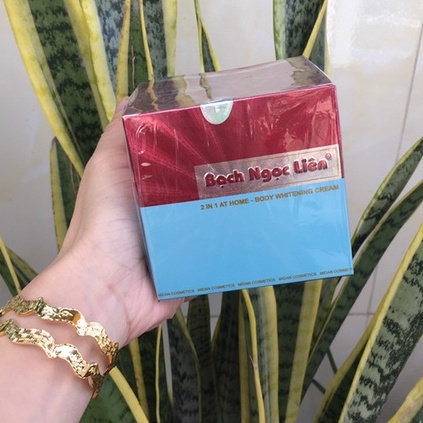 Bạch Ngọc Liên®
2 IN 1 AT HOME - BODY WHITENING CREAM